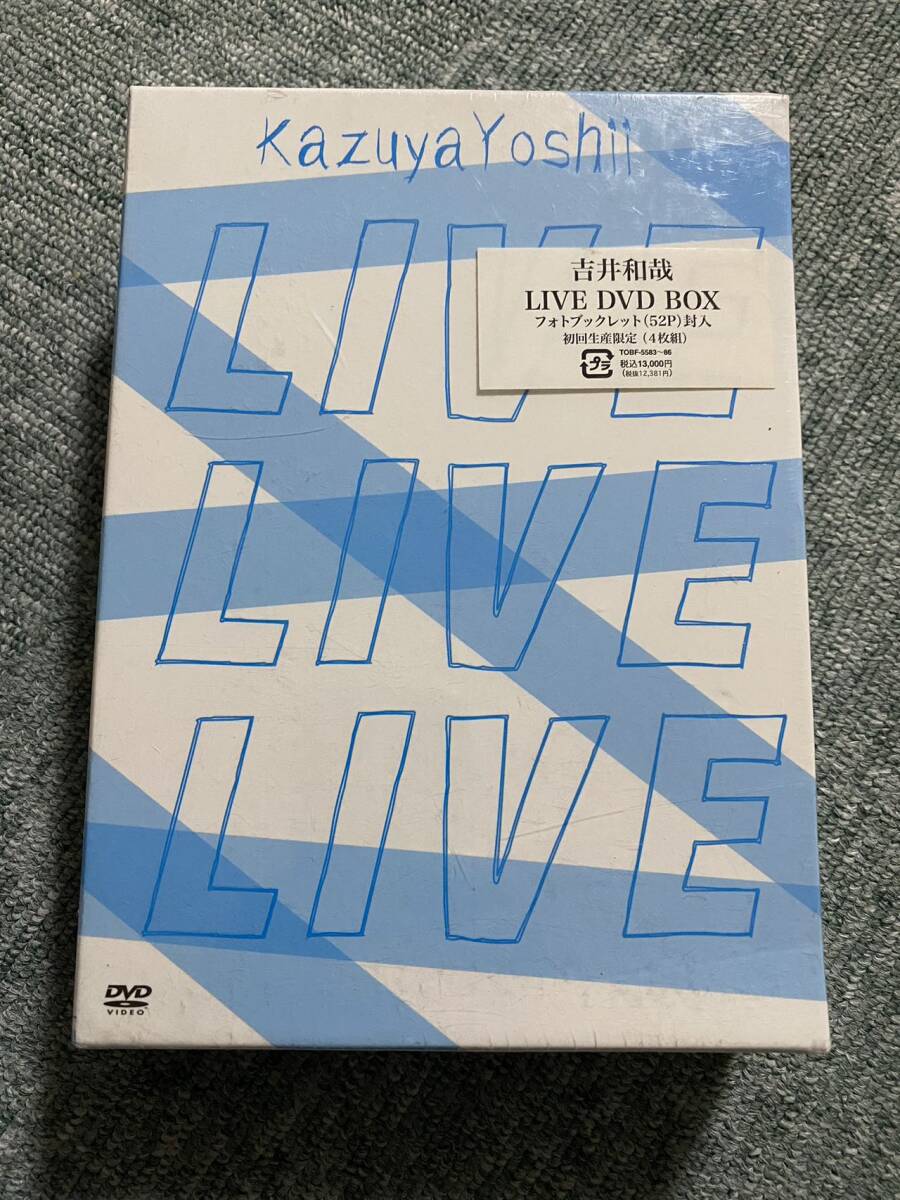 KazuyaYoshii
LIVE
吉井和哉
LIVE DVD BOX
フォトブックレット(52P)封入
初回生産限定(4枚組)
プラ
TOBF-5583~86
税込13,000円
(税抜12,381円)
LIVE
LIVE
DVD
VIDEO